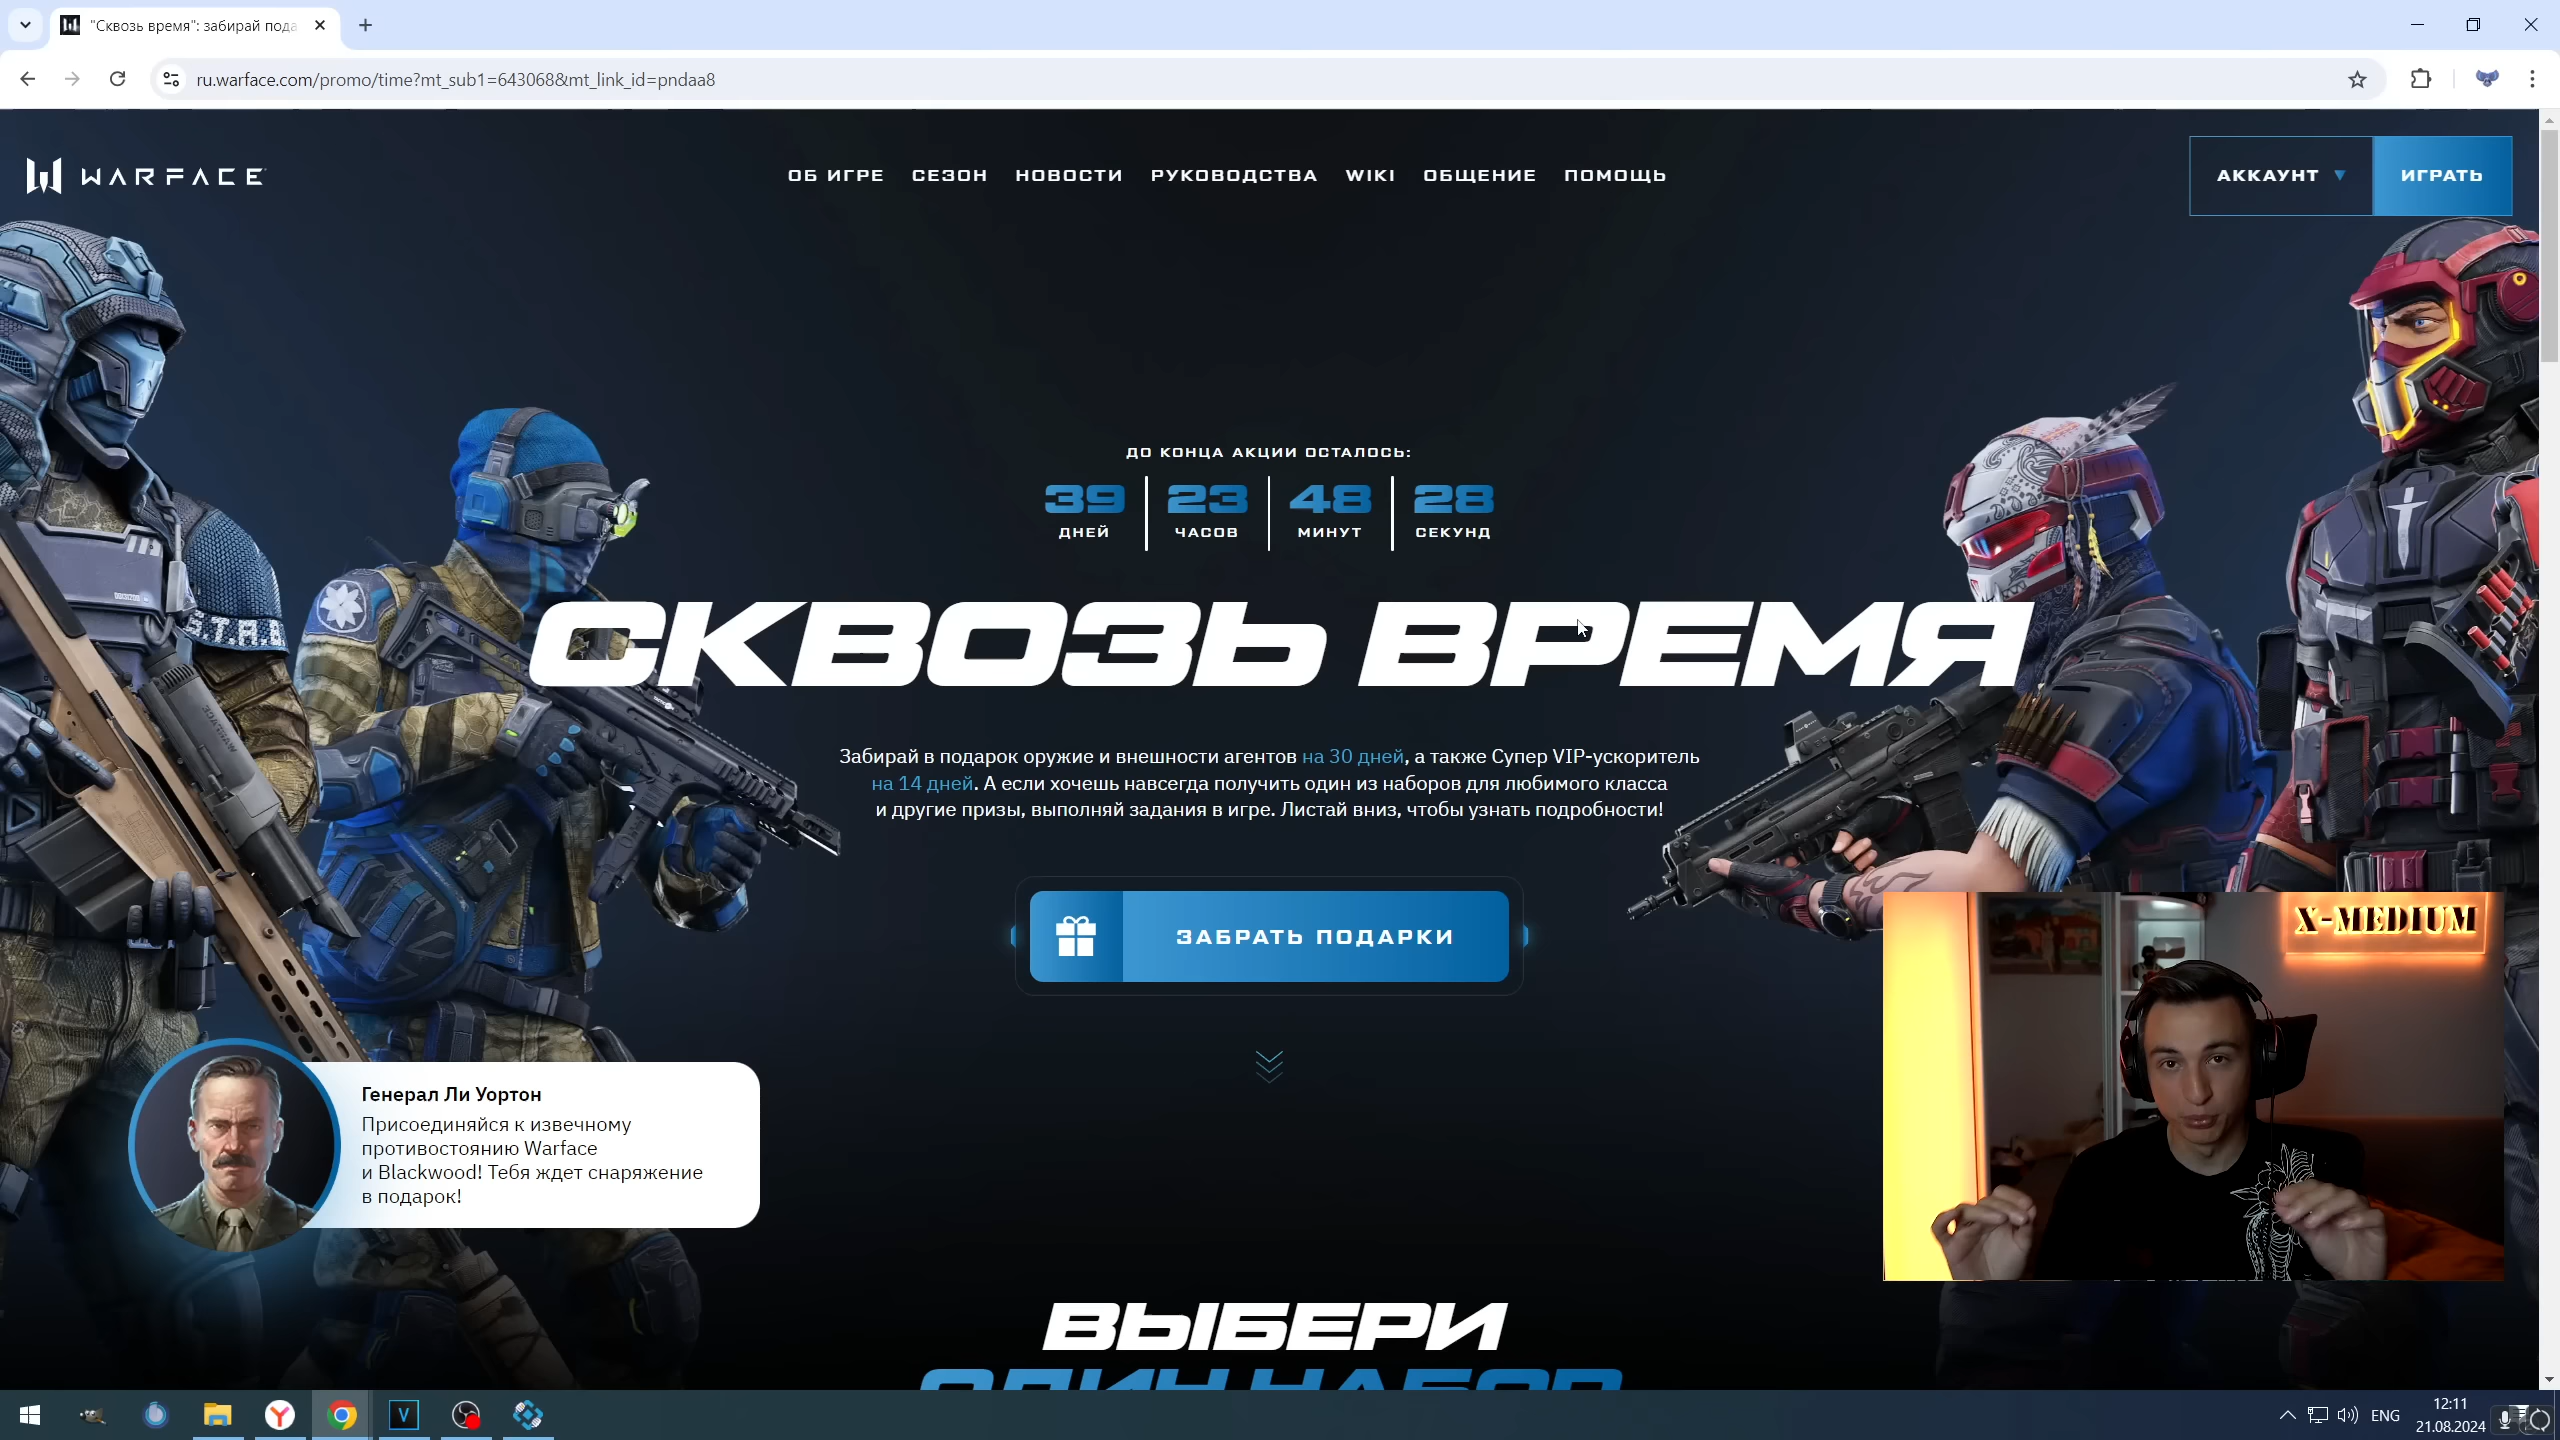 "Сквозь время": забирай пода
ru.warface.com/promo/time?mt_sub1=643068&mt_link_id=pndaa8
WARFACE
ОБ ИГРЕ СЕЗОН НОВОСТИ РУКОВОДСТВА WIKI ОБЩЕНИЕ ПОМОЩЬ
АККАУНТ ИГРАТЬ
ДО КОНЦА АКЦИИ ОСТАЛОСЬ:
39 23 48 28
ДНЕЙ ЧАСОВ МИНУТ СЕКУНД
СКВОЗЬ ВРЕМЯ
Забирай в подарок оружие и внешности агентов на 30 дней, а также Супер VIP-ускоритель
на 14 дней. А если хочешь навсегда получить один из наборов для любимого класса
и другие призы, выполняй задания в игре. Листай вниз, чтобы узнать подробности!
ЗАБРАТЬ ПОДАРКИ
X-MEDIUM
Генерал Ли Уортон
Присоединяйся к извечному
противостоянию Warface
и Blackwood! Тебя ждет снаряжение
в подарок!
ВЫБЕРИ
ОДИН НАБОР
ENG
12:11
21.08.2024